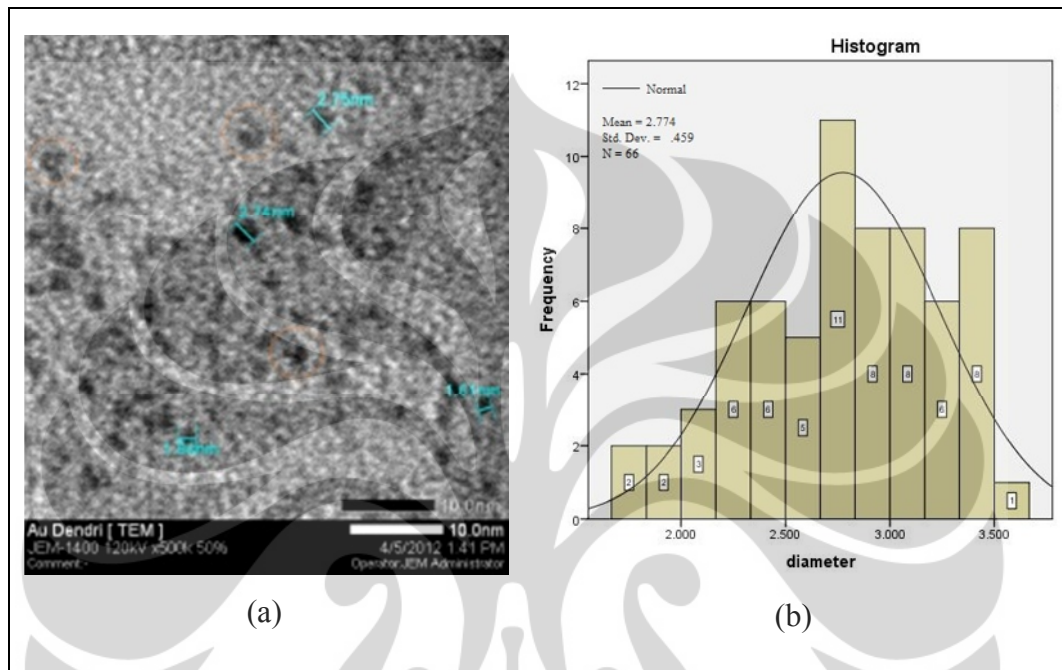 2.75nm
2.74nm
1.61nm
10.0nm
Au Dendri [ TEM ]
10.0nm
JEM-1400 120kV x500k 50%
4/5/2012 1:41 PM
Comment:-
Operator:JEM Administrator
(a)
Histogram
Normal
Mean = 2.774
Std. Dev. = .459
N = 66
Frequency
12
10
8
6
4
2
0
2
2
3
6
6
5
11
8
8
6
8
1
2.000
2.500
3.000
3.500
diameter
(b)